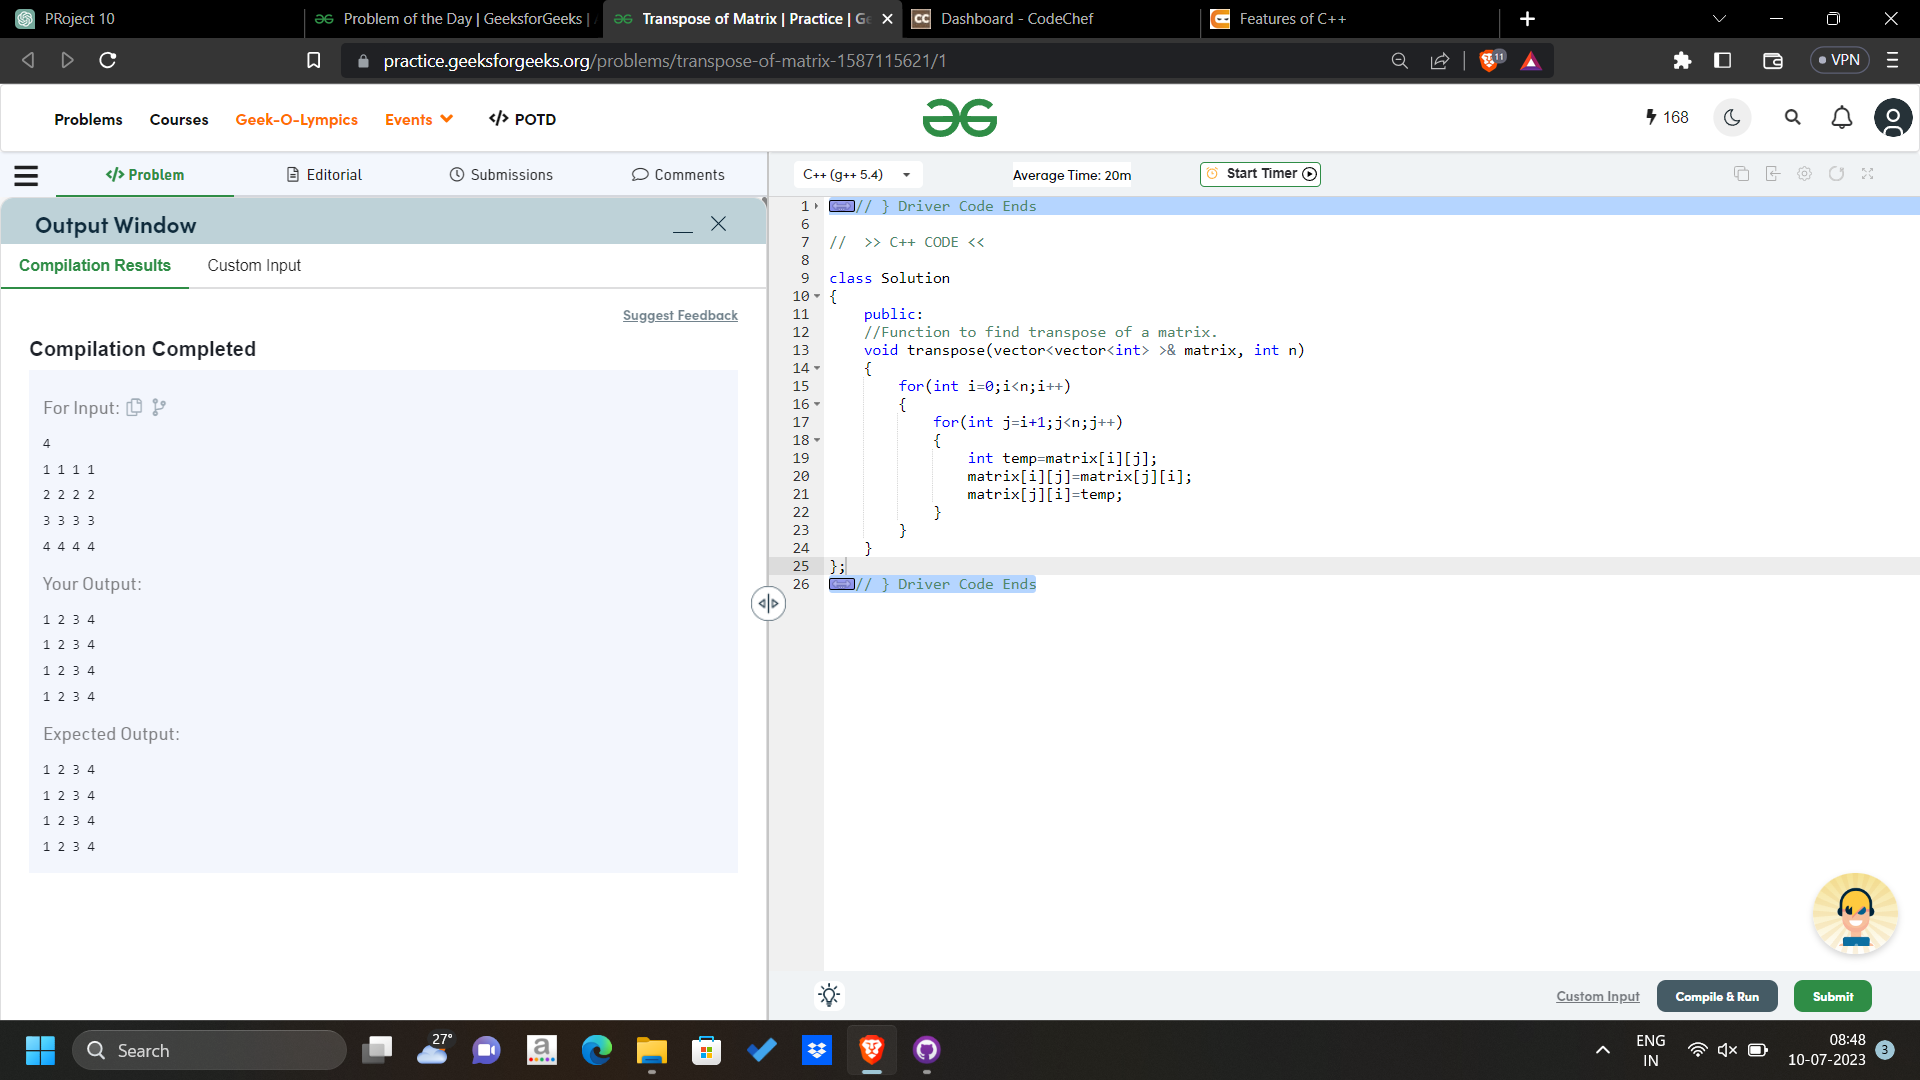 PRoject 10
Problem of the Day | GeeksforGeeks | 
Transpose of Matrix | Practice | Ge
Dashboard - CodeChef
Features of C++
practice.geeksforgeeks.org/problems/transpose-of-matrix-1587115621/1
11
VPN
Problems
Courses
Geek-O-Lympics
Events
</> POTD
168
</> Problem
Editorial
Submissions
Comments
C++ (g++ 5.4)
Average Time: 20m
Start Timer
Output Window
Compilation Results
Custom Input
Suggest Feedback
Compilation Completed
For Input:
4
1 1 1 1
2 2 2 2
3 3 3 3
4 4 4 4
Your Output:
1 2 3 4
1 2 3 4
1 2 3 4
1 2 3 4
Expected Output:
1 2 3 4
1 2 3 4
1 2 3 4
1 2 3 4
1 // } Driver Code Ends
6
7 //  >> C++ CODE <<
8
9 class Solution
10 {
11     public:
12     //Function to find transpose of a matrix.
13     void transpose(vector<vector<int> >& matrix, int n)
14     {
15         for(int i=0;i<n;i++)
16         {
17             for(int j=i+1;j<n;j++)
18             {
19                 int temp=matrix[i][j];
20                 matrix[i][j]=matrix[j][i];
21                 matrix[j][i]=temp;
22             }
23         }
24     }
25 };
26 // } Driver Code Ends
Custom Input
Compile & Run
Submit
Search
27°
ENG
IN
08:48
10-07-2023
3